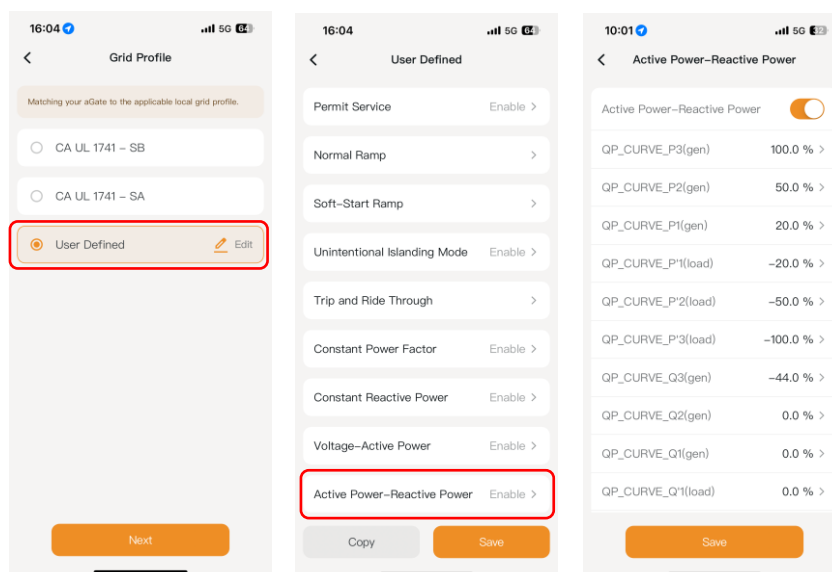 16:04
5G 64
Grid Profile
Matching your aGate to the applicable local grid profile.
CA UL 1741 – SB
CA UL 1741 – SA
User Defined Edit
Next
16:04
5G 64
User Defined
Permit Service Enable >
Normal Ramp >
Soft–Start Ramp >
Unintentional Islanding Mode Enable >
Trip and Ride Through >
Constant Power Factor Enable >
Constant Reactive Power Enable >
Voltage–Active Power Enable >
Active Power–Reactive Power Enable >
Copy Save
10:01
5G
Active Power–Reactive Power
Active Power–Reactive Power
QP_CURVE_P3(gen) 100.0 % >
QP_CURVE_P2(gen) 50.0 % >
QP_CURVE_P1(gen) 20.0 % >
QP_CURVE_P'1(load) –20.0 % >
QP_CURVE_P'2(load) –50.0 % >
QP_CURVE_P'3(load) –100.0 % >
QP_CURVE_Q3(gen) –44.0 % >
QP_CURVE_Q2(gen) 0.0 % >
QP_CURVE_Q1(gen) 0.0 % >
QP_CURVE_Q'1(load) 0.0 % >
Save